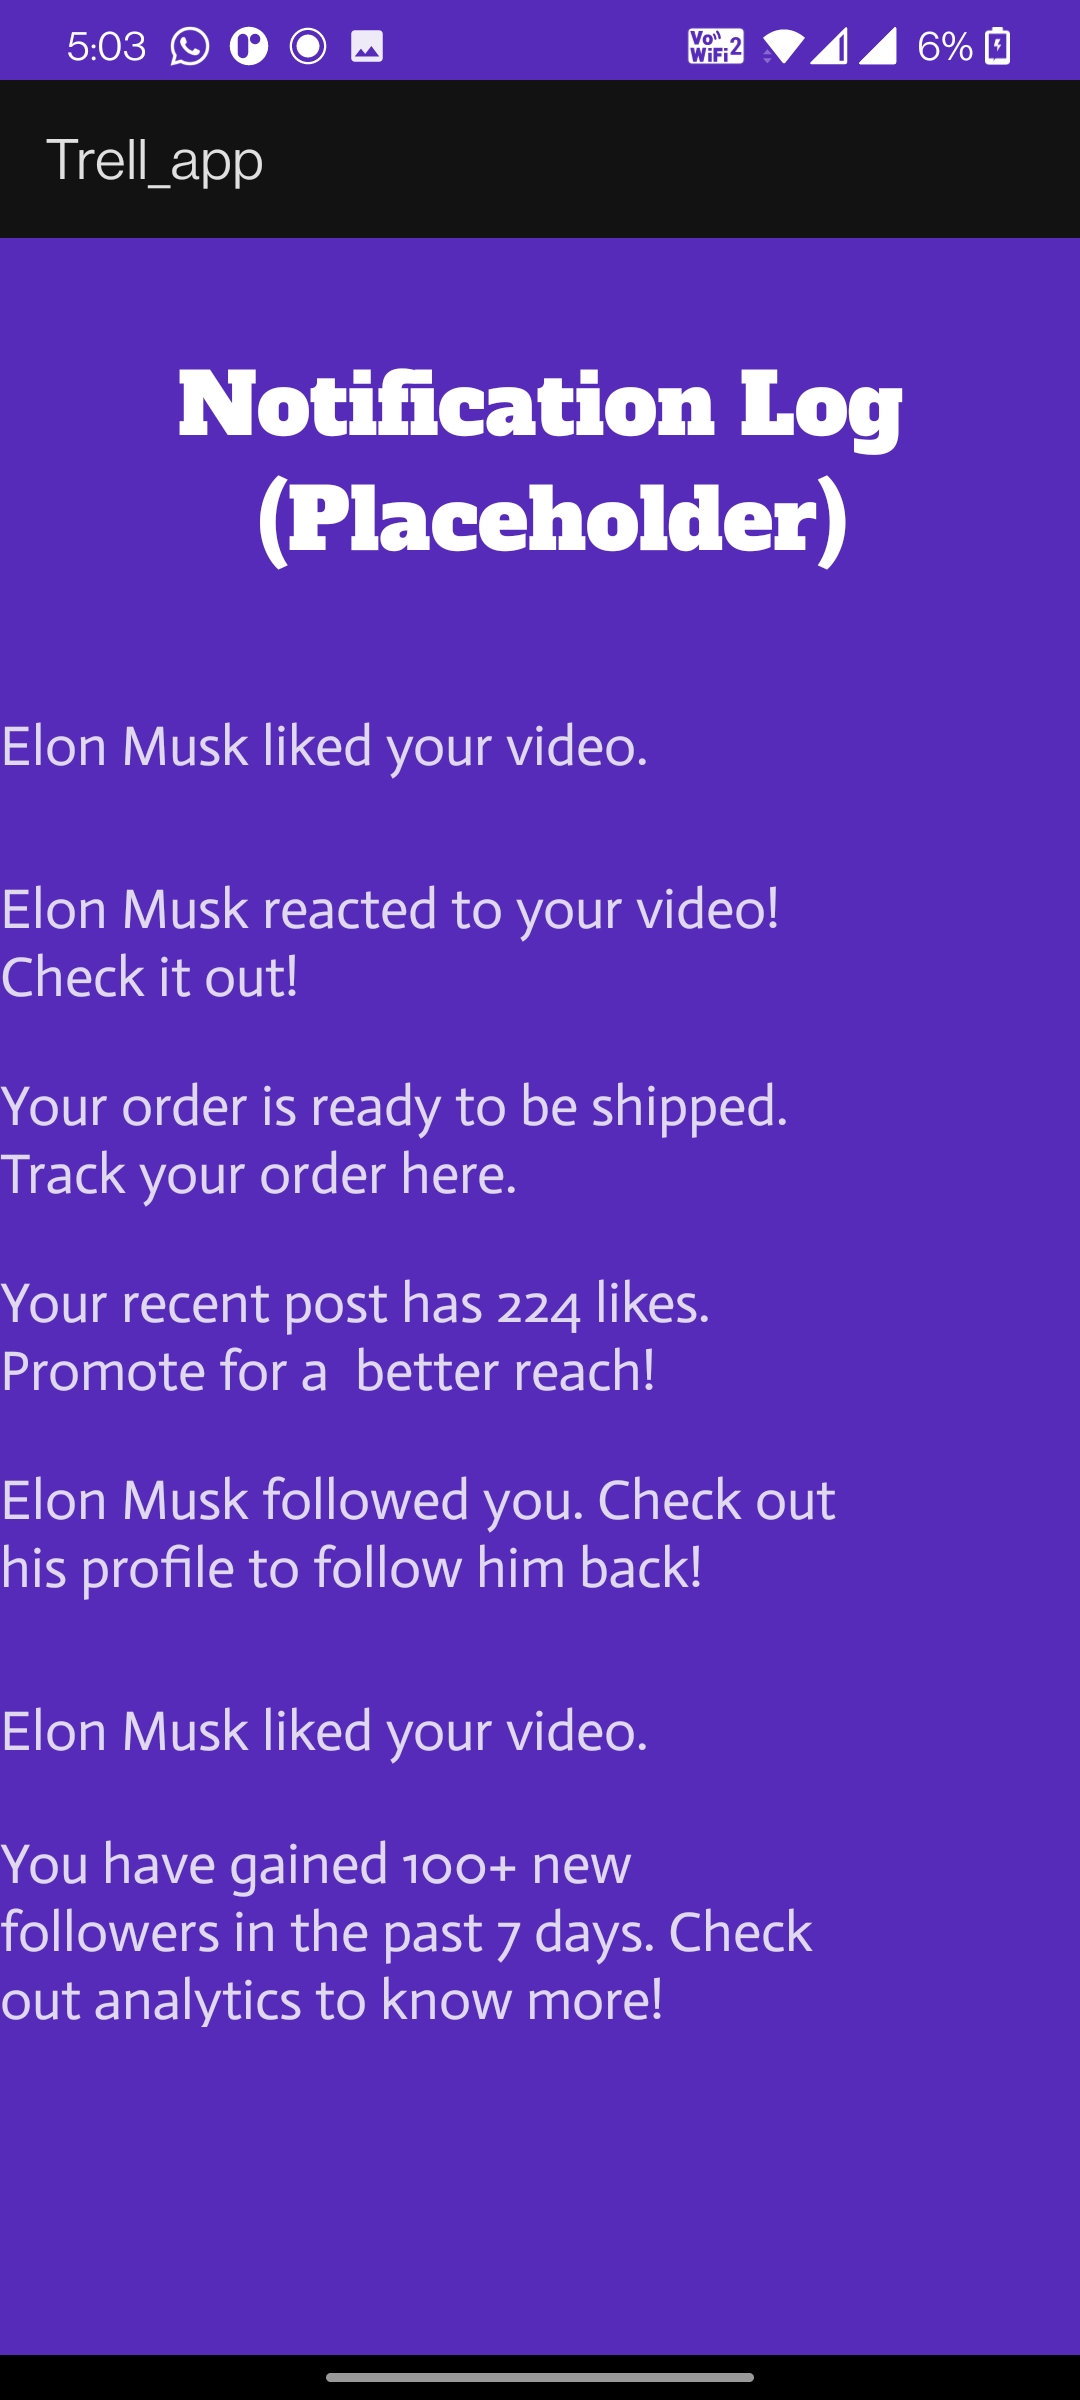 5:03
Vo WiFi 2
6%
Trell_app
Notification Log
(Placeholder)
Elon Musk liked your video.
Elon Musk reacted to your video!
Check it out!
Your order is ready to be shipped.
Track your order here.
Your recent post has 224 likes.
Promote for a  better reach!
Elon Musk followed you. Check out
his profile to follow him back!
Elon Musk liked your video.
You have gained 100+ new
followers in the past 7 days. Check
out analytics to know more!